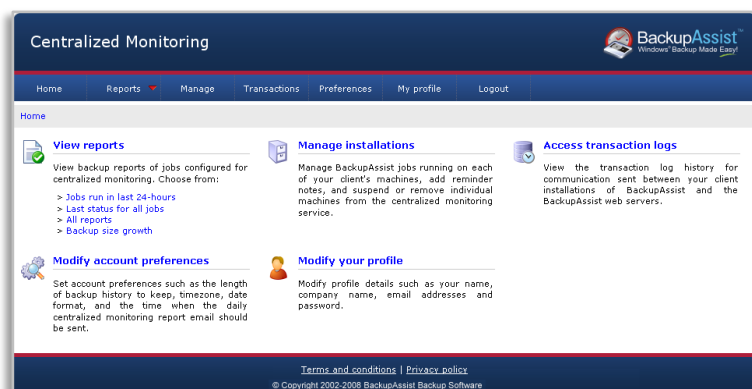 Centralized Monitoring
BackupAssist™
Windows® Backup Made Easy!
Home Reports Manage Transactions Preferences My profile Logout
Home
View reports
View backup reports of jobs configured for
centralized monitoring. Choose from:
> Jobs run in last 24-hours
> Last status for all jobs
> All reports
> Backup size growth
Manage installations
Manage BackupAssist jobs running on each
of your client's machines, add reminder
notes, and suspend or remove individual
machines from the centralized monitoring
service.
Access transaction logs
View the transaction log history for
communication sent between your client
installations of BackupAssist and the
BackupAssist web servers.
Modify account preferences
Set account preferences such as the length
of backup history to keep, timezone, date
format, and the time when the daily
centralized monitoring report email should
be sent.
Modify your profile
Modify profile details such as your name,
company name, email addresses and
password.
Terms and conditions | Privacy policy
© Copyright 2002-2008 BackupAssist Backup Software